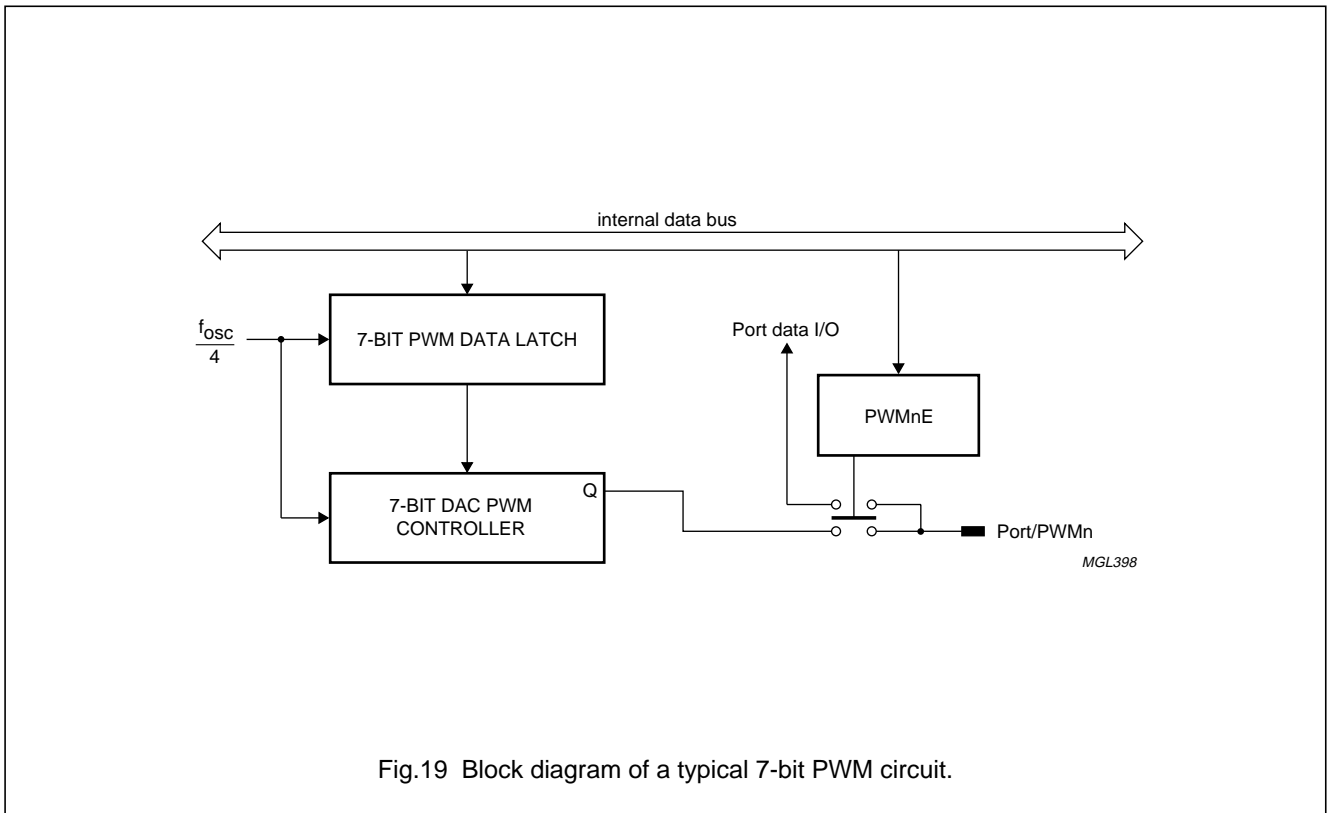 internal data bus
fosc
4
7-BIT PWM DATA LATCH
Port data I/O
PWMnE
7-BIT DAC PWM
CONTROLLER
Q
Port/PWMn
MGL398
Fig.19 Block diagram of a typical 7-bit PWM circuit.